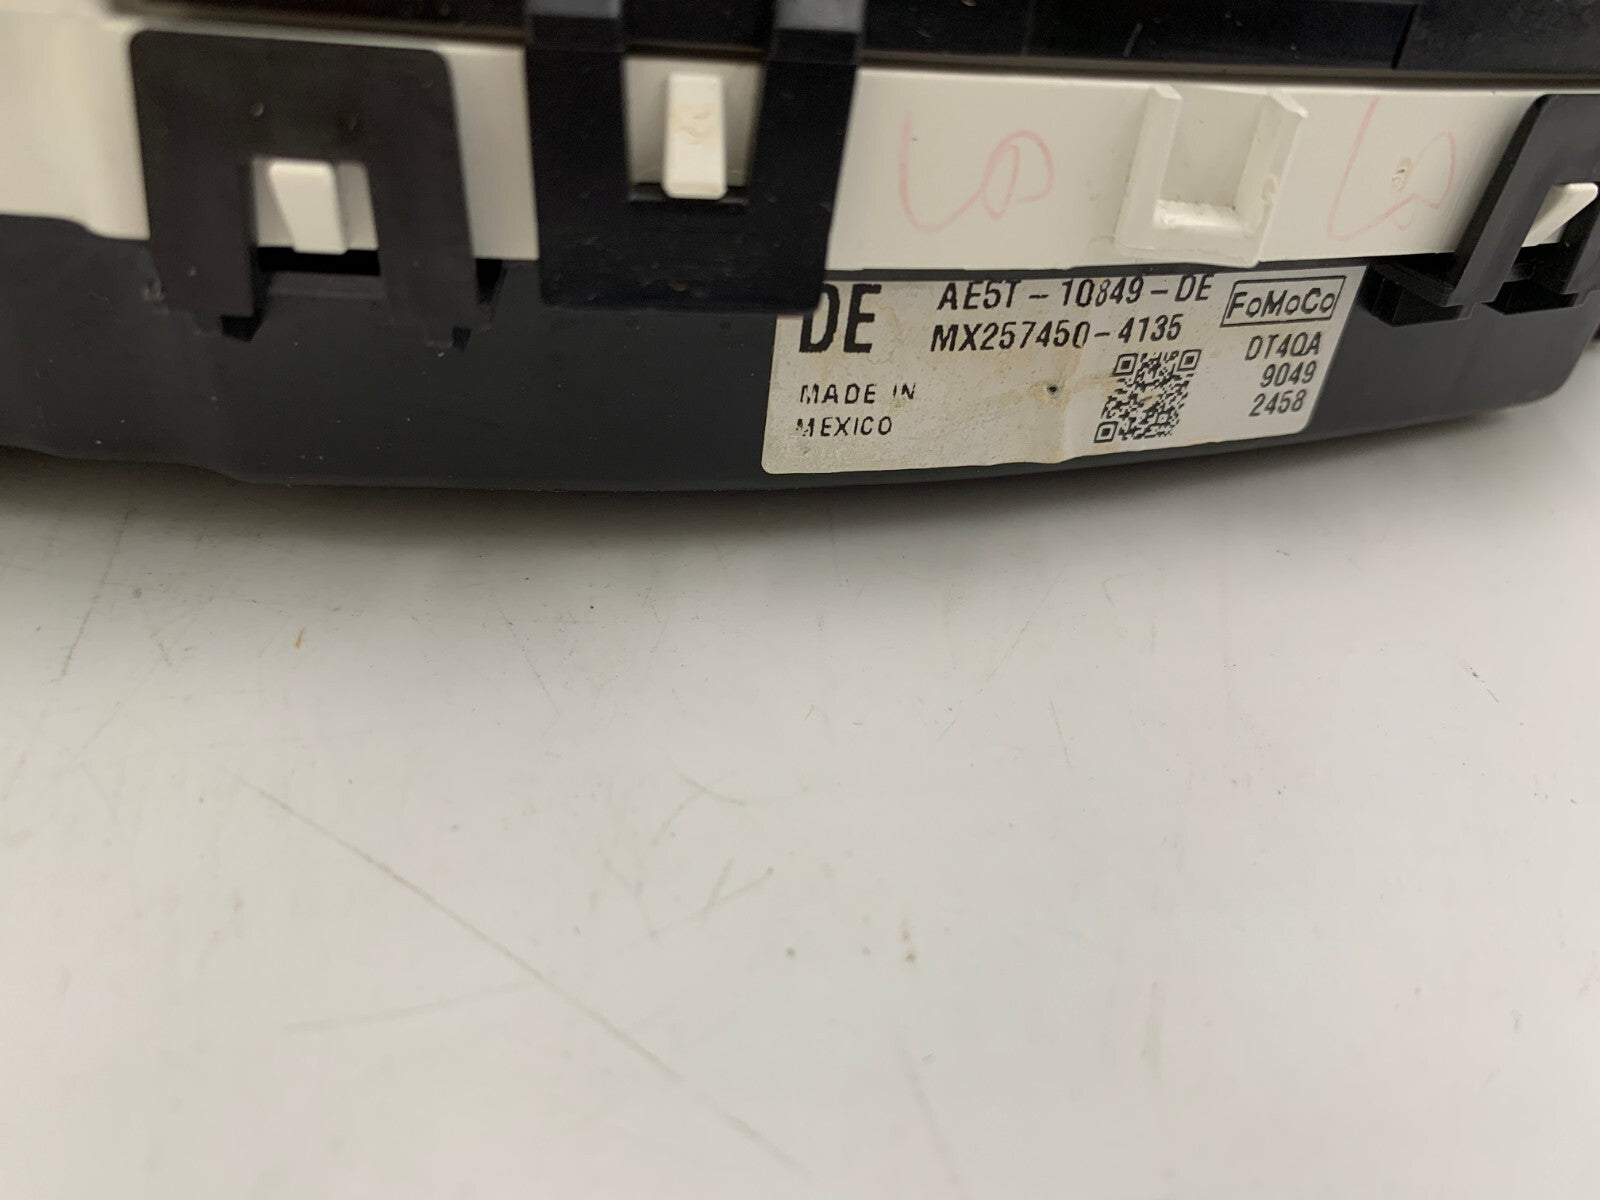 DE
AE5T-10849-DE
FoMoCo
MX257450-4135
DT4QA
9049
2458
MADE IN
MEXICO